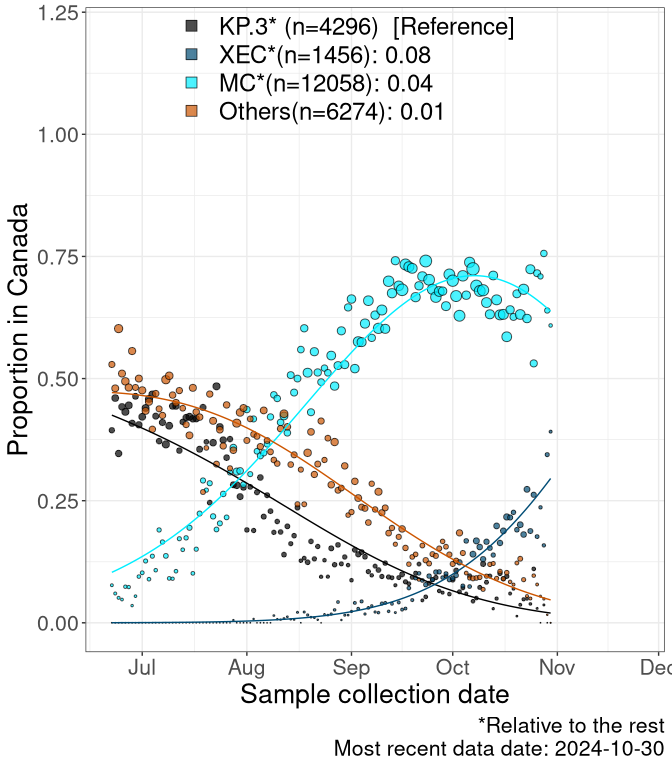 1.25
KP.3* (n=4296)  [Reference]
XEC*(n=1456): 0.08
MC*(n=12058): 0.04
Others(n=6274): 0.01
1.00
0.75
0.50
0.25
0.00
Proportion in Canada
Jul Aug Sep Oct Nov Dec
Sample collection date
*Relative to the rest
Most recent data date: 2024-10-30